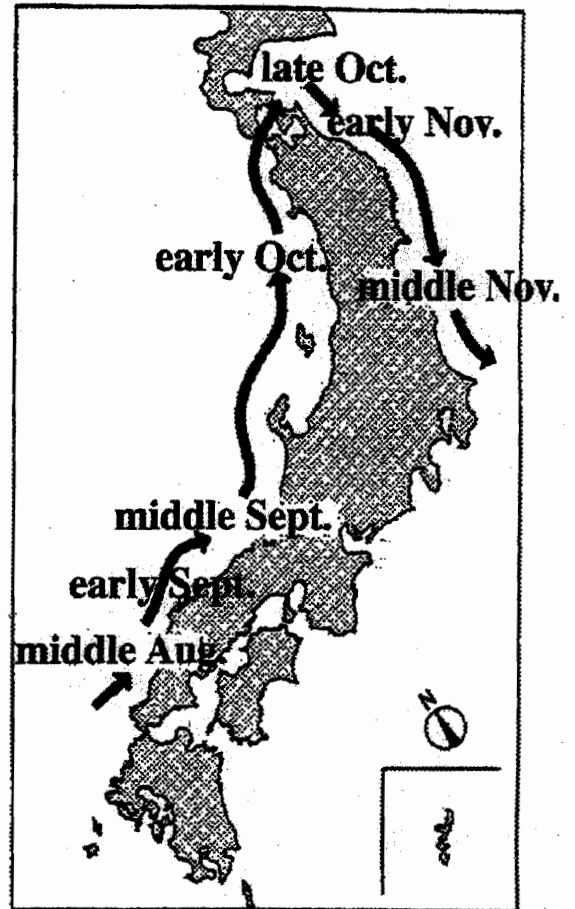 late Oct.
early Nov.
early Oct.
middle Nov.
middle Sept.
early Sept.
middle Aug.
N